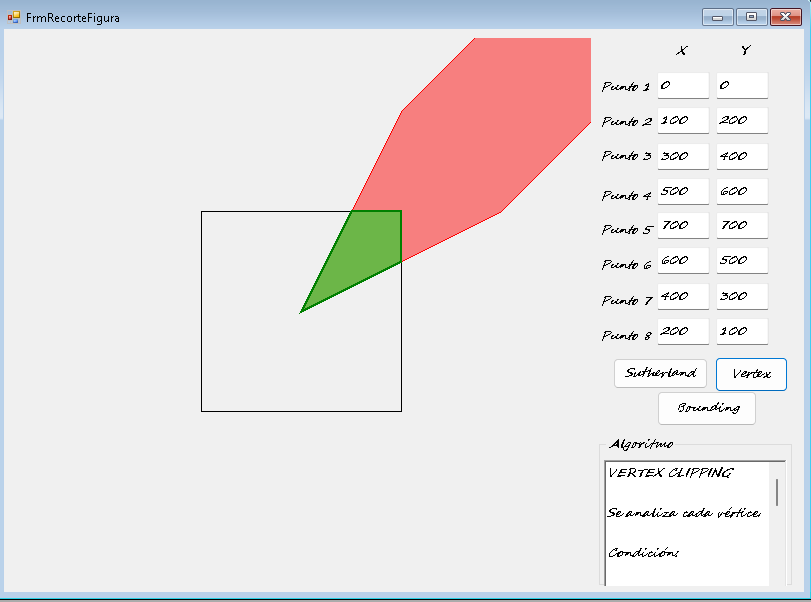 FrmRecorteFigura
X Y
Punto 1 0 0
Punto 2 100 200
Punto 3 300 400
Punto 4 500 600
Punto 5 700 700
Punto 6 600 500
Punto 7 400 300
Punto 8 200 100
Sutherland Vertex
Bounding
Algoritmo
VERTEX CLIPPING
Se analiza cada vértice.
Condición: